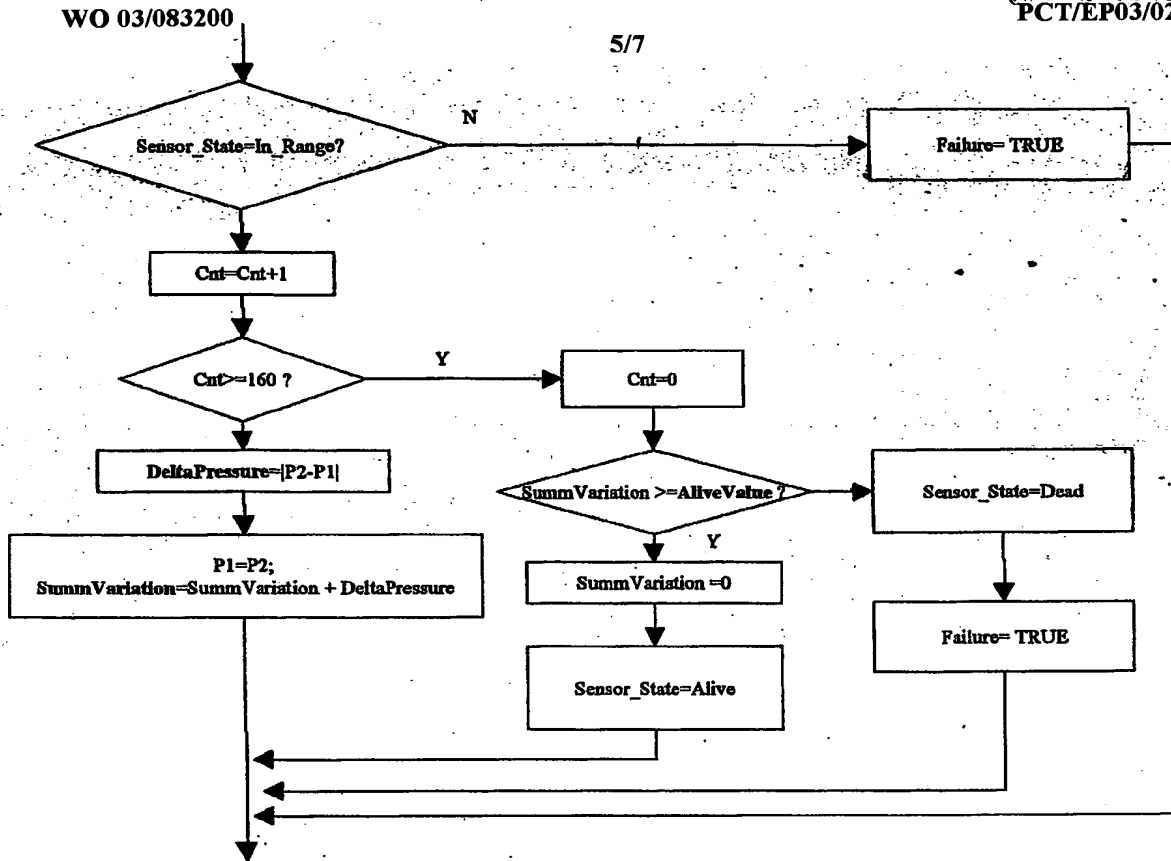 WO 03/083200
PCT/EP03/02
5/7
Sensor_State=In_Range?
N
Failure= TRUE
Cnt=Cnt+1
Cnt>=160 ?
Y
Cnt=0
DeltaPressure=|P2-P1|
SummVariation >=AliveValue ?
Sensor_State=Dead
P1=P2;
SummVariation=SummVariation + DeltaPressure
Y
SummVariation =0
Failure= TRUE
Sensor_State=Alive